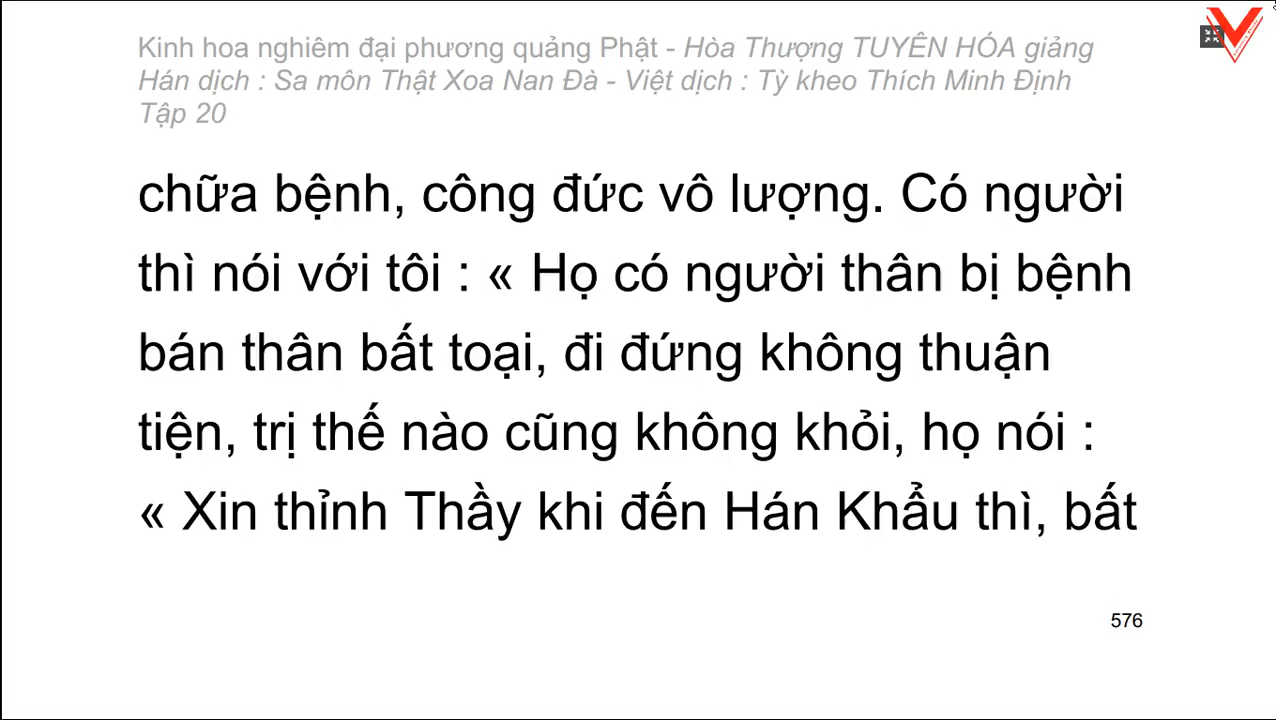 Kinh hoa nghiêm đại phương quảng Phật - Hòa Thượng TUYÊN HÓA giảng
Hán dịch : Sa môn Thật Xoa Nan Đà - Việt dịch : Tỳ kheo Thích Minh Định
Tập 20
chữa bệnh, công đức vô lượng. Có người
thì nói với tôi : « Họ có người thân bị bệnh
bán thân bất toại, đi đứng không thuận
tiện, trị thế nào cũng không khỏi, họ nói :
« Xin thỉnh Thầy khi đến Hán Khẩu thì, bất
576